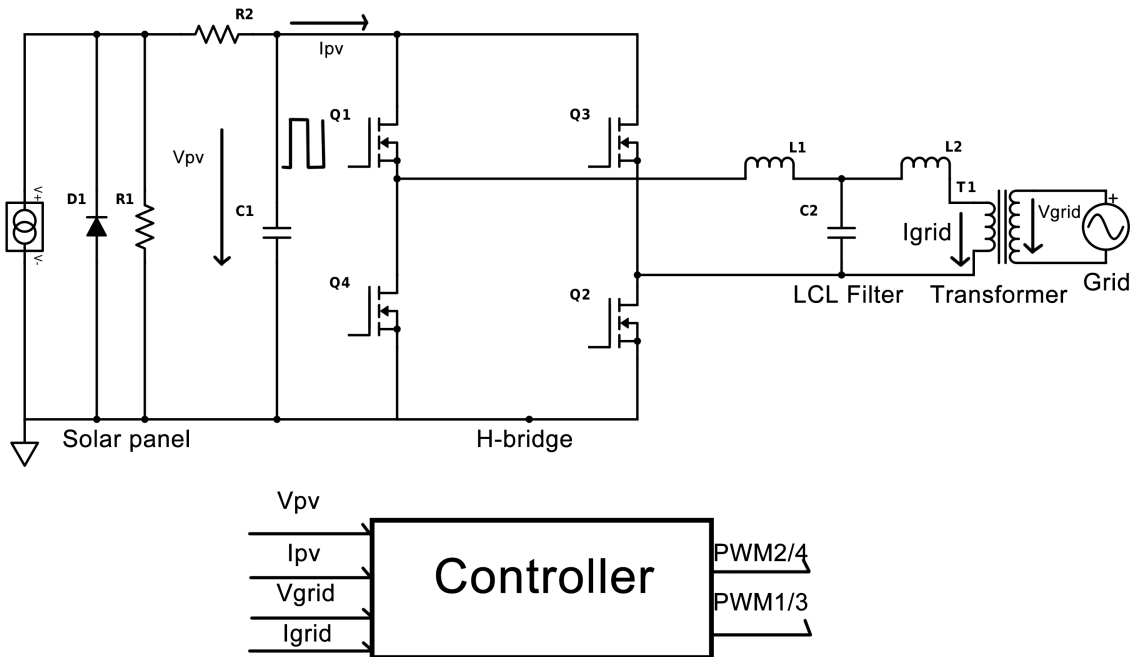 R2
Ipv
Q1
Q3
Vpv
V+
V-
D1
R1
C1
L1
L2
T1
C2
Igrid
Vgrid
+
Q4
Q2
LCL Filter
Transformer
Grid
Solar panel
H-bridge
Vpv
Ipv
Vgrid
Igrid
Controller
PWM2/4
PWM1/3